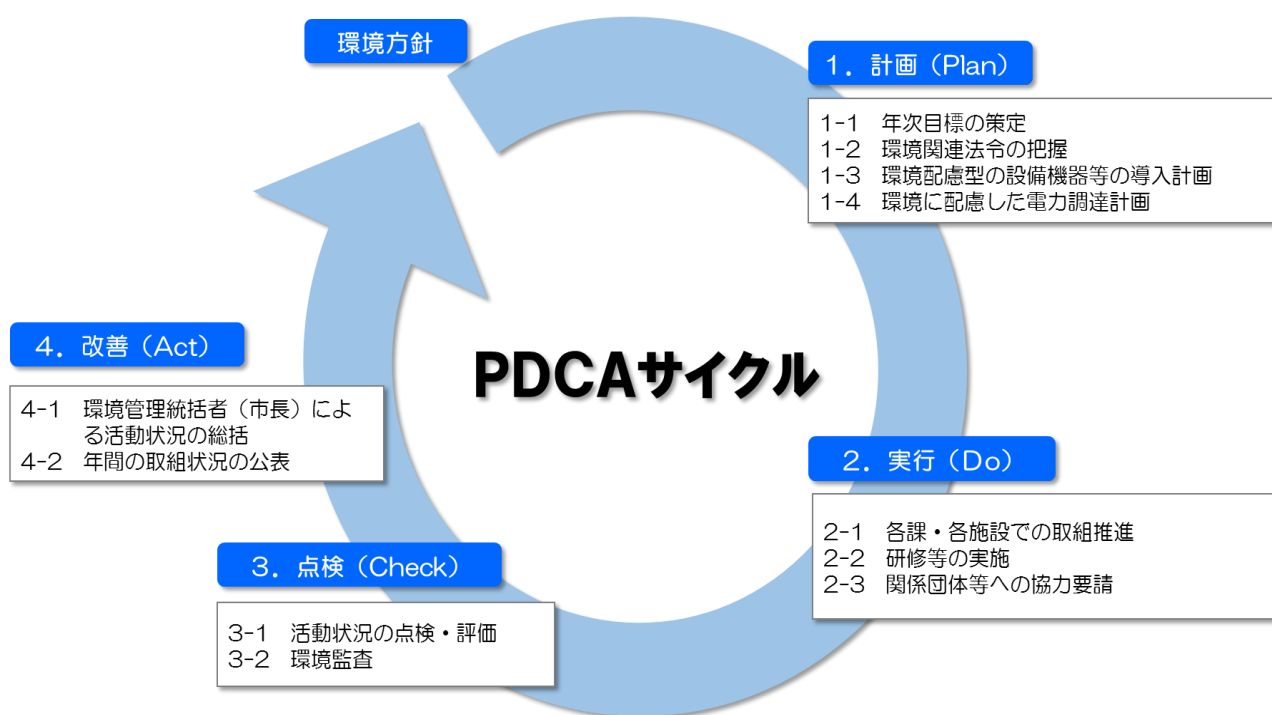 環境方針
1．計画（Plan）
1-1　年次目標の策定
1-2　環境関連法令の把握
1-3　環境配慮型の設備機器等の導入計画
1-4　環境に配慮した電力調達計画
PDCAサイクル
2．実行（Do）
2-1　各課・各施設での取組推進
2-2　研修等の実施
2-3　関係団体等への協力要請
3．点検（Check）
3-1　活動状況の点検・評価
3-2　環境監査
4．改善（Act）
4-1　環境管理統括者（市長）によ
る活動状況の総括
4-2　年間の取組状況の公表